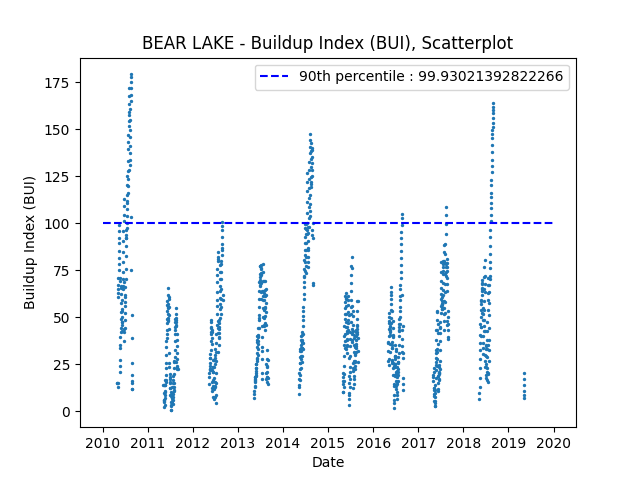 BEAR LAKE - Buildup Index (BUI), Scatterplot
90th percentile : 99.93021392822266
Buildup Index (BUI)
175
150
125
100
75
50
25
0
2010 2011 2012 2013 2014 2015 2016 2017 2018 2019 2020
Date